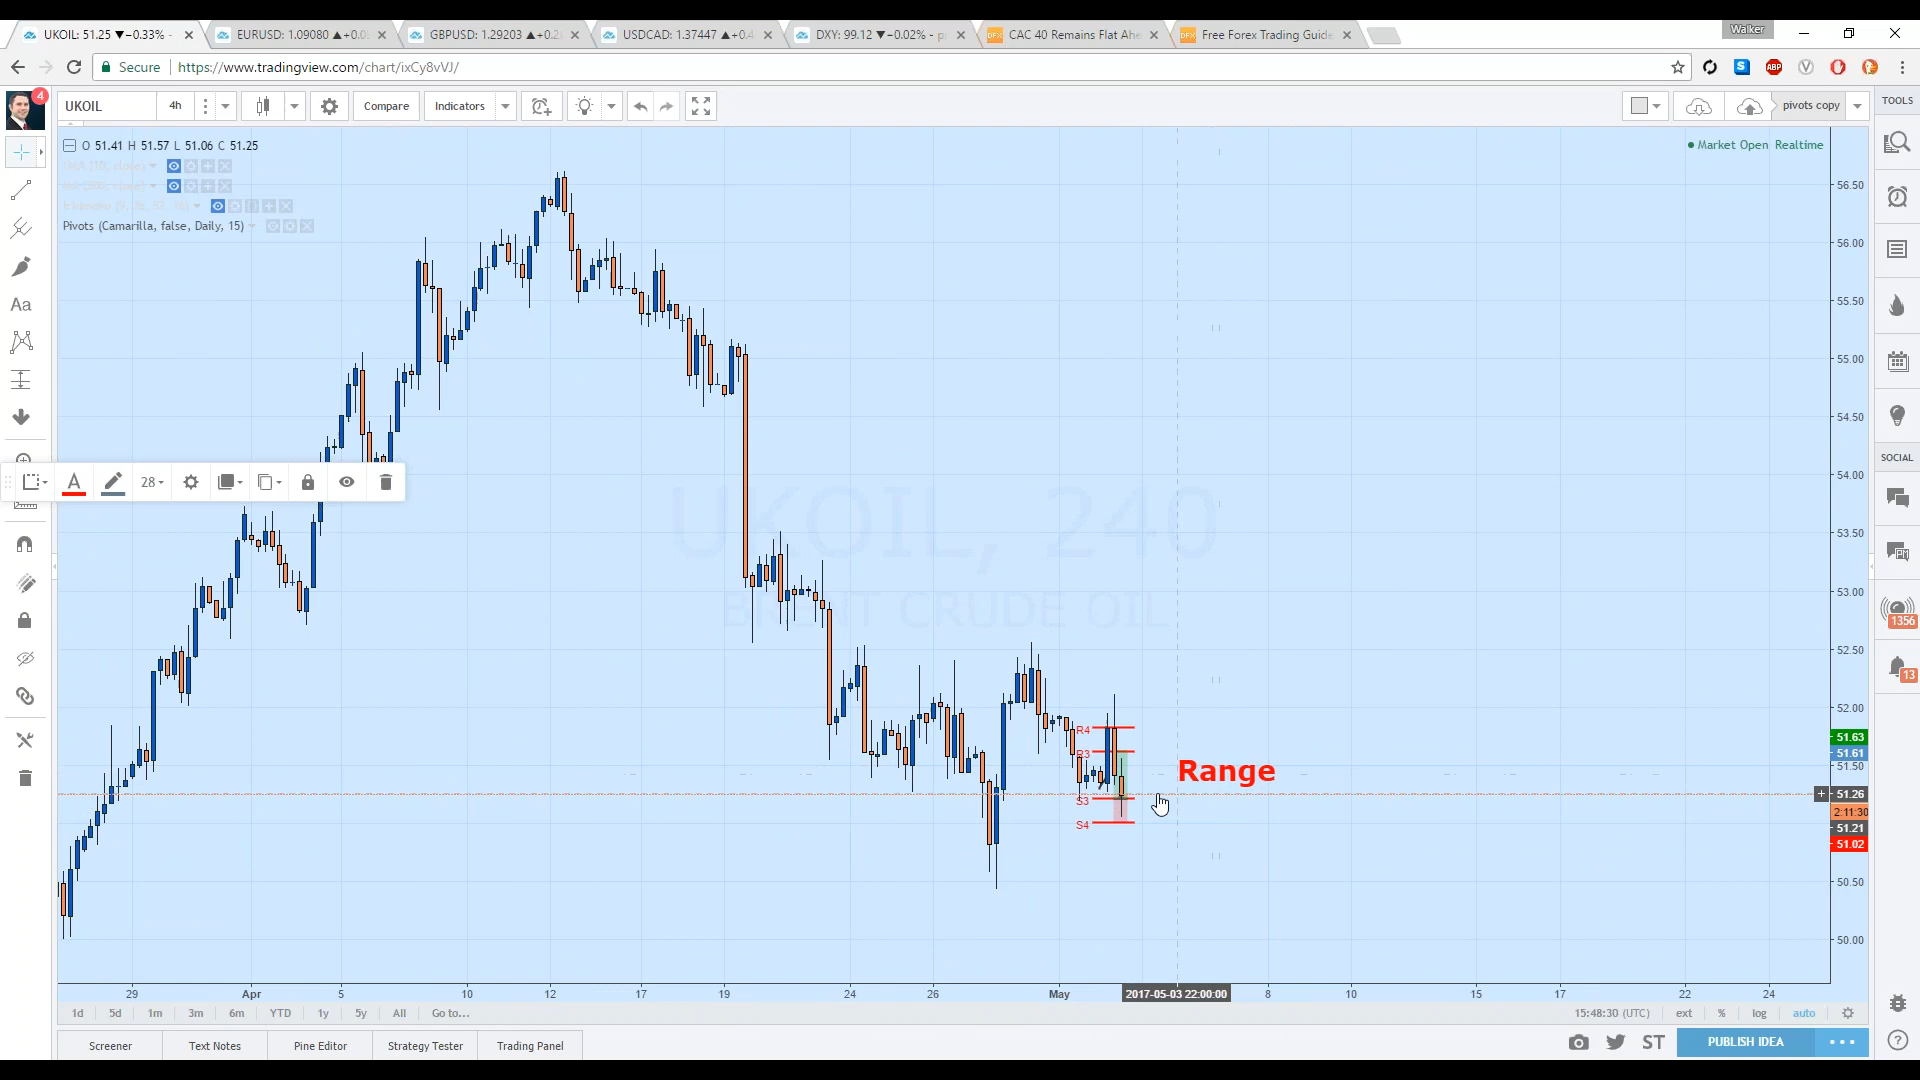 Walker
UKOIL: 51.25 ▼−0.33%
EURUSD: 1.09080 ▲+0.0
GBPUSD: 1.29203 ▲+0.2
USDCAD: 1.37447 ▲+0.4
DXY: 99.12 ▼−0.02% - p
CAC 40 Remains Flat Ahe
Free Forex Trading Guide
Secure https://www.tradingview.com/chart/ixCy8vVJ/
UKOIL 4h Compare Indicators pivots copy TOOLS
4
O 51.41 H 51.57 L 51.06 C 51.25
Market Open Realtime
Pivots (Camarilla, false, Daily, 15)
56.50
56.00
55.50
55.00
54.50
54.00
53.50
53.00
52.50
52.00
51.63
51.61
51.50
51.26
2:11:30
51.21
51.02
50.50
50.00
Aa
28
SOCIAL
PM
1356
13
UKOIL, 240
BRENT CRUDE OIL
R4
R3
S3
S4
Range
29 Apr 5 10 12 17 19 24 26 May 2017-05-03 22:00:00 8 10 15 17 22 24
1d 5d 1m 3m 6m YTD 1y 5y All Go to... 15:48:30 (UTC) ext % log auto
Screener Text Notes Pine Editor Strategy Tester Trading Panel ST PUBLISH IDEA